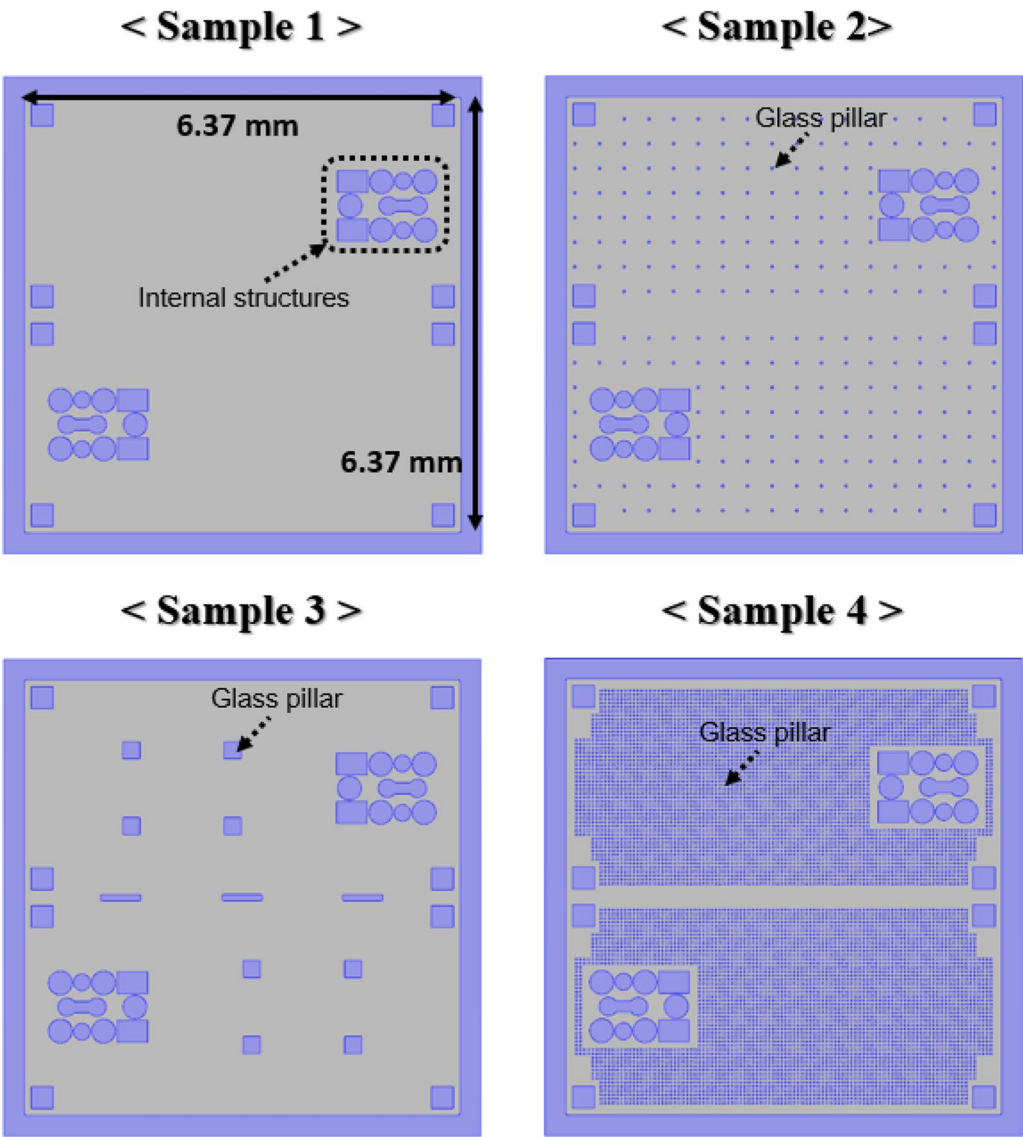 < Sample 1 >
< Sample 2>
6.37 mm
Internal structures
6.37 mm
Glass pillar
< Sample 3 >
< Sample 4 >
Glass pillar
Glass pillar